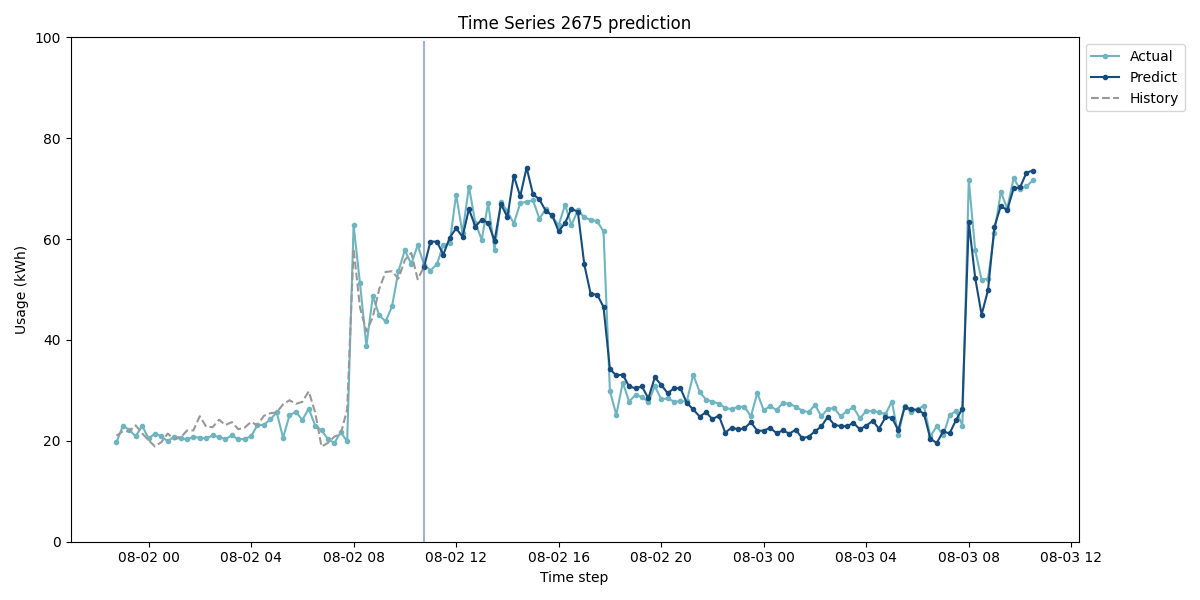 Time Series 2675 prediction
Actual
Predict
History
Usage (kWh)
100
80
60
40
20
0
08-02 00 08-02 04 08-02 08 08-02 12 08-02 16 08-02 20 08-03 00 08-03 04 08-03 08 08-03 12
Time step